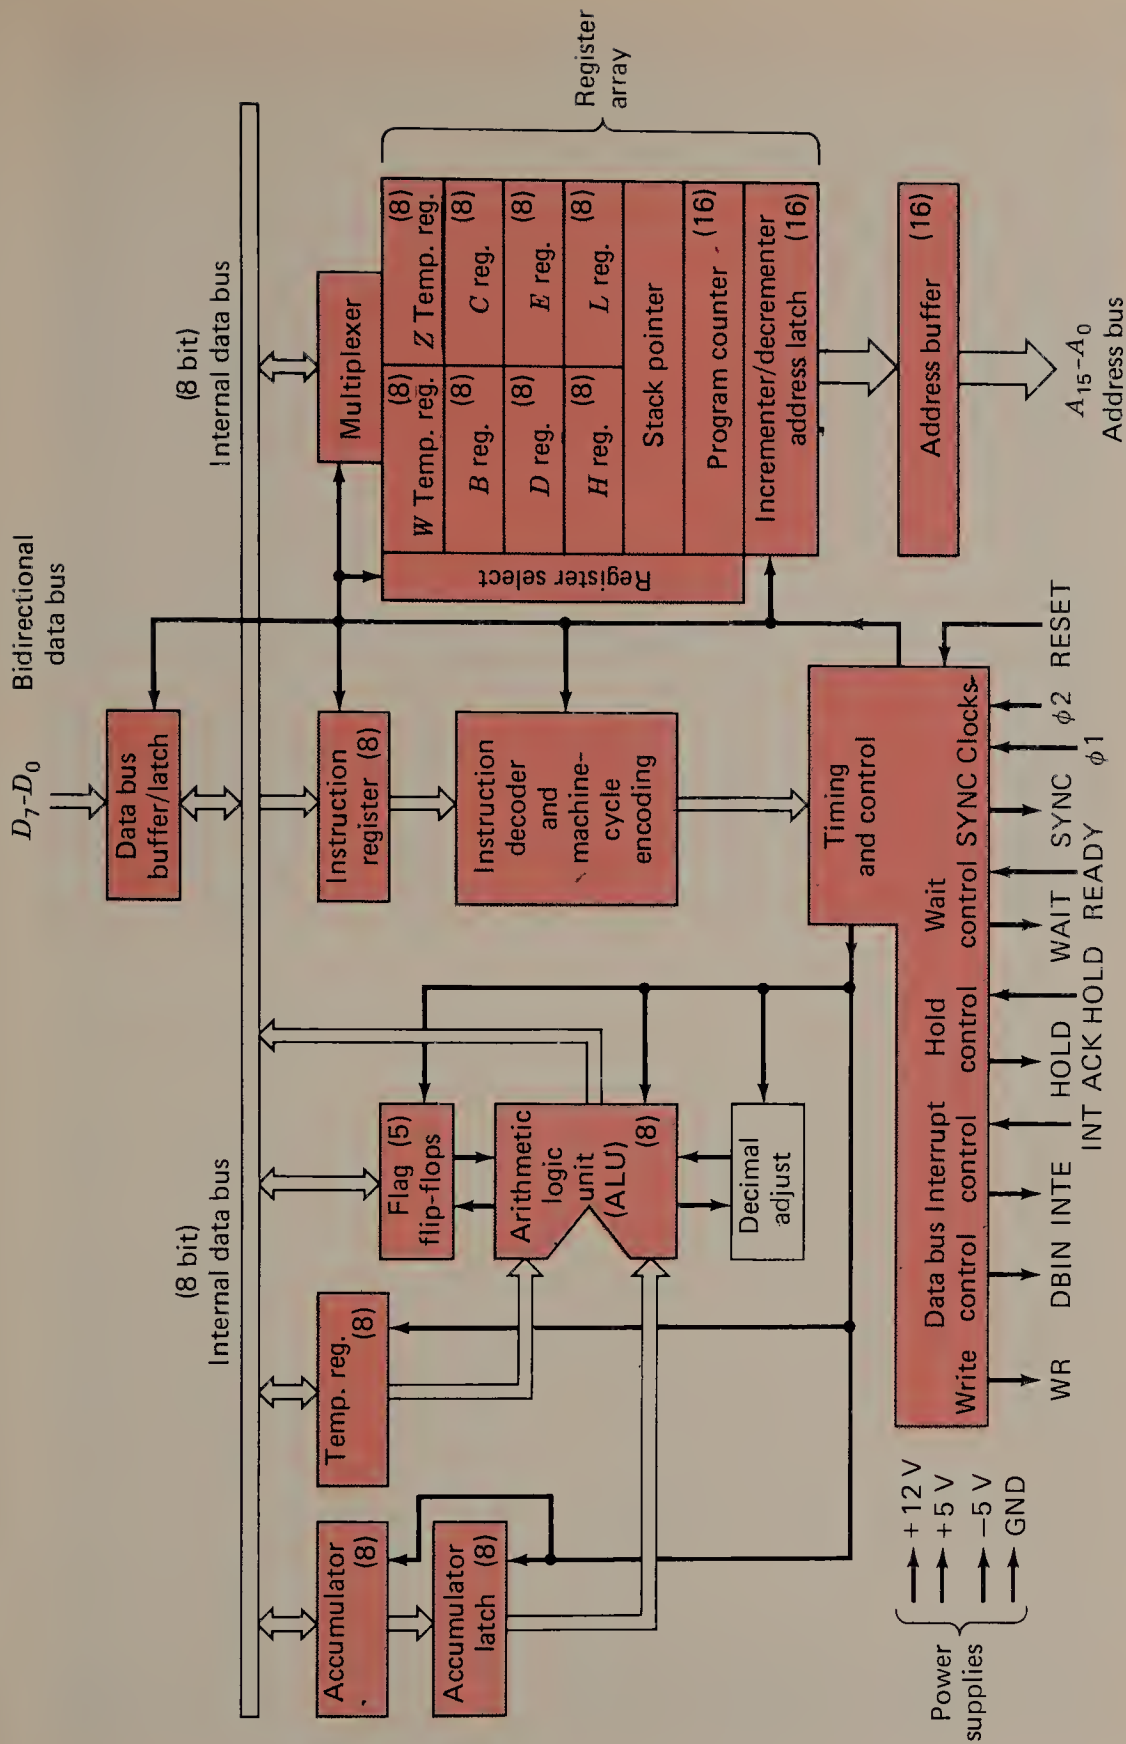 D7-D0
Bidirectional
data bus
Data bus
buffer/latch
(8 bit)
Internal data bus
(8 bit)
Internal data bus
Accumulator
(8)
Accumulator
latch (8)
Temp. reg.
(8)
Flag (5)
flip-flops
Arithmetic
logic
unit
(ALU) (8)
Decimal
adjust
Instruction
register (8)
Instruction
decoder
and
machine-
cycle
encoding
Multiplexer
W Temp. reg. (8)
Z Temp. reg. (8)
B reg. (8)
C reg. (8)
D reg. (8)
E reg. (8)
H reg. (8)
L reg. (8)
Stack pointer
Program counter (16)
Incrementer/decrementer
address latch (16)
Register select
Register
array
Address buffer (16)
A15-A0
Address bus
Timing
and control
Write
Data bus
control
Interrupt
control
Hold
control
Wait
control
SYNC
Clocks
WR
DBIN
INTE
INT
HOLD
ACK
HOLD
WAIT
READY
SYNC
φ1
φ2
RESET
Power
supplies
+12 V
+5 V
−5 V
GND